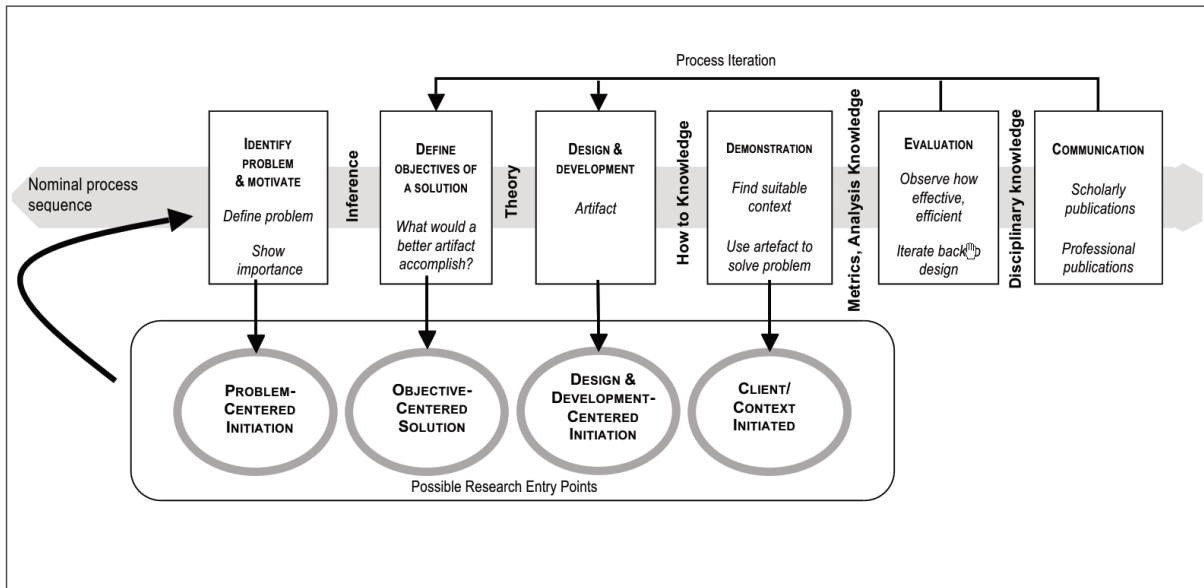 Process Iteration
Nominal process
sequence
IDENTIFY
PROBLEM
& MOTIVATE
Define problem
Show
importance
Inference
DEFINE
OBJECTIVES OF
A SOLUTION
What would a
better artifact
accomplish?
Theory
DESIGN &
DEVELOPMENT
Artifact
How to Knowledge
DEMONSTRATION
Find suitable
context
Use artefact to
solve problem
Metrics, Analysis Knowledge
EVALUATION
Observe how
effective,
efficient
Iterate back
design
Disciplinary knowledge
COMMUNICATION
Scholarly
publications
Professional
publications
PROBLEM-
CENTERED
INITIATION
OBJECTIVE-
CENTERED
SOLUTION
DESIGN &
DEVELOPMENT-
CENTERED
INITIATION
CLIENT/
CONTEXT
INITIATED
Possible Research Entry Points